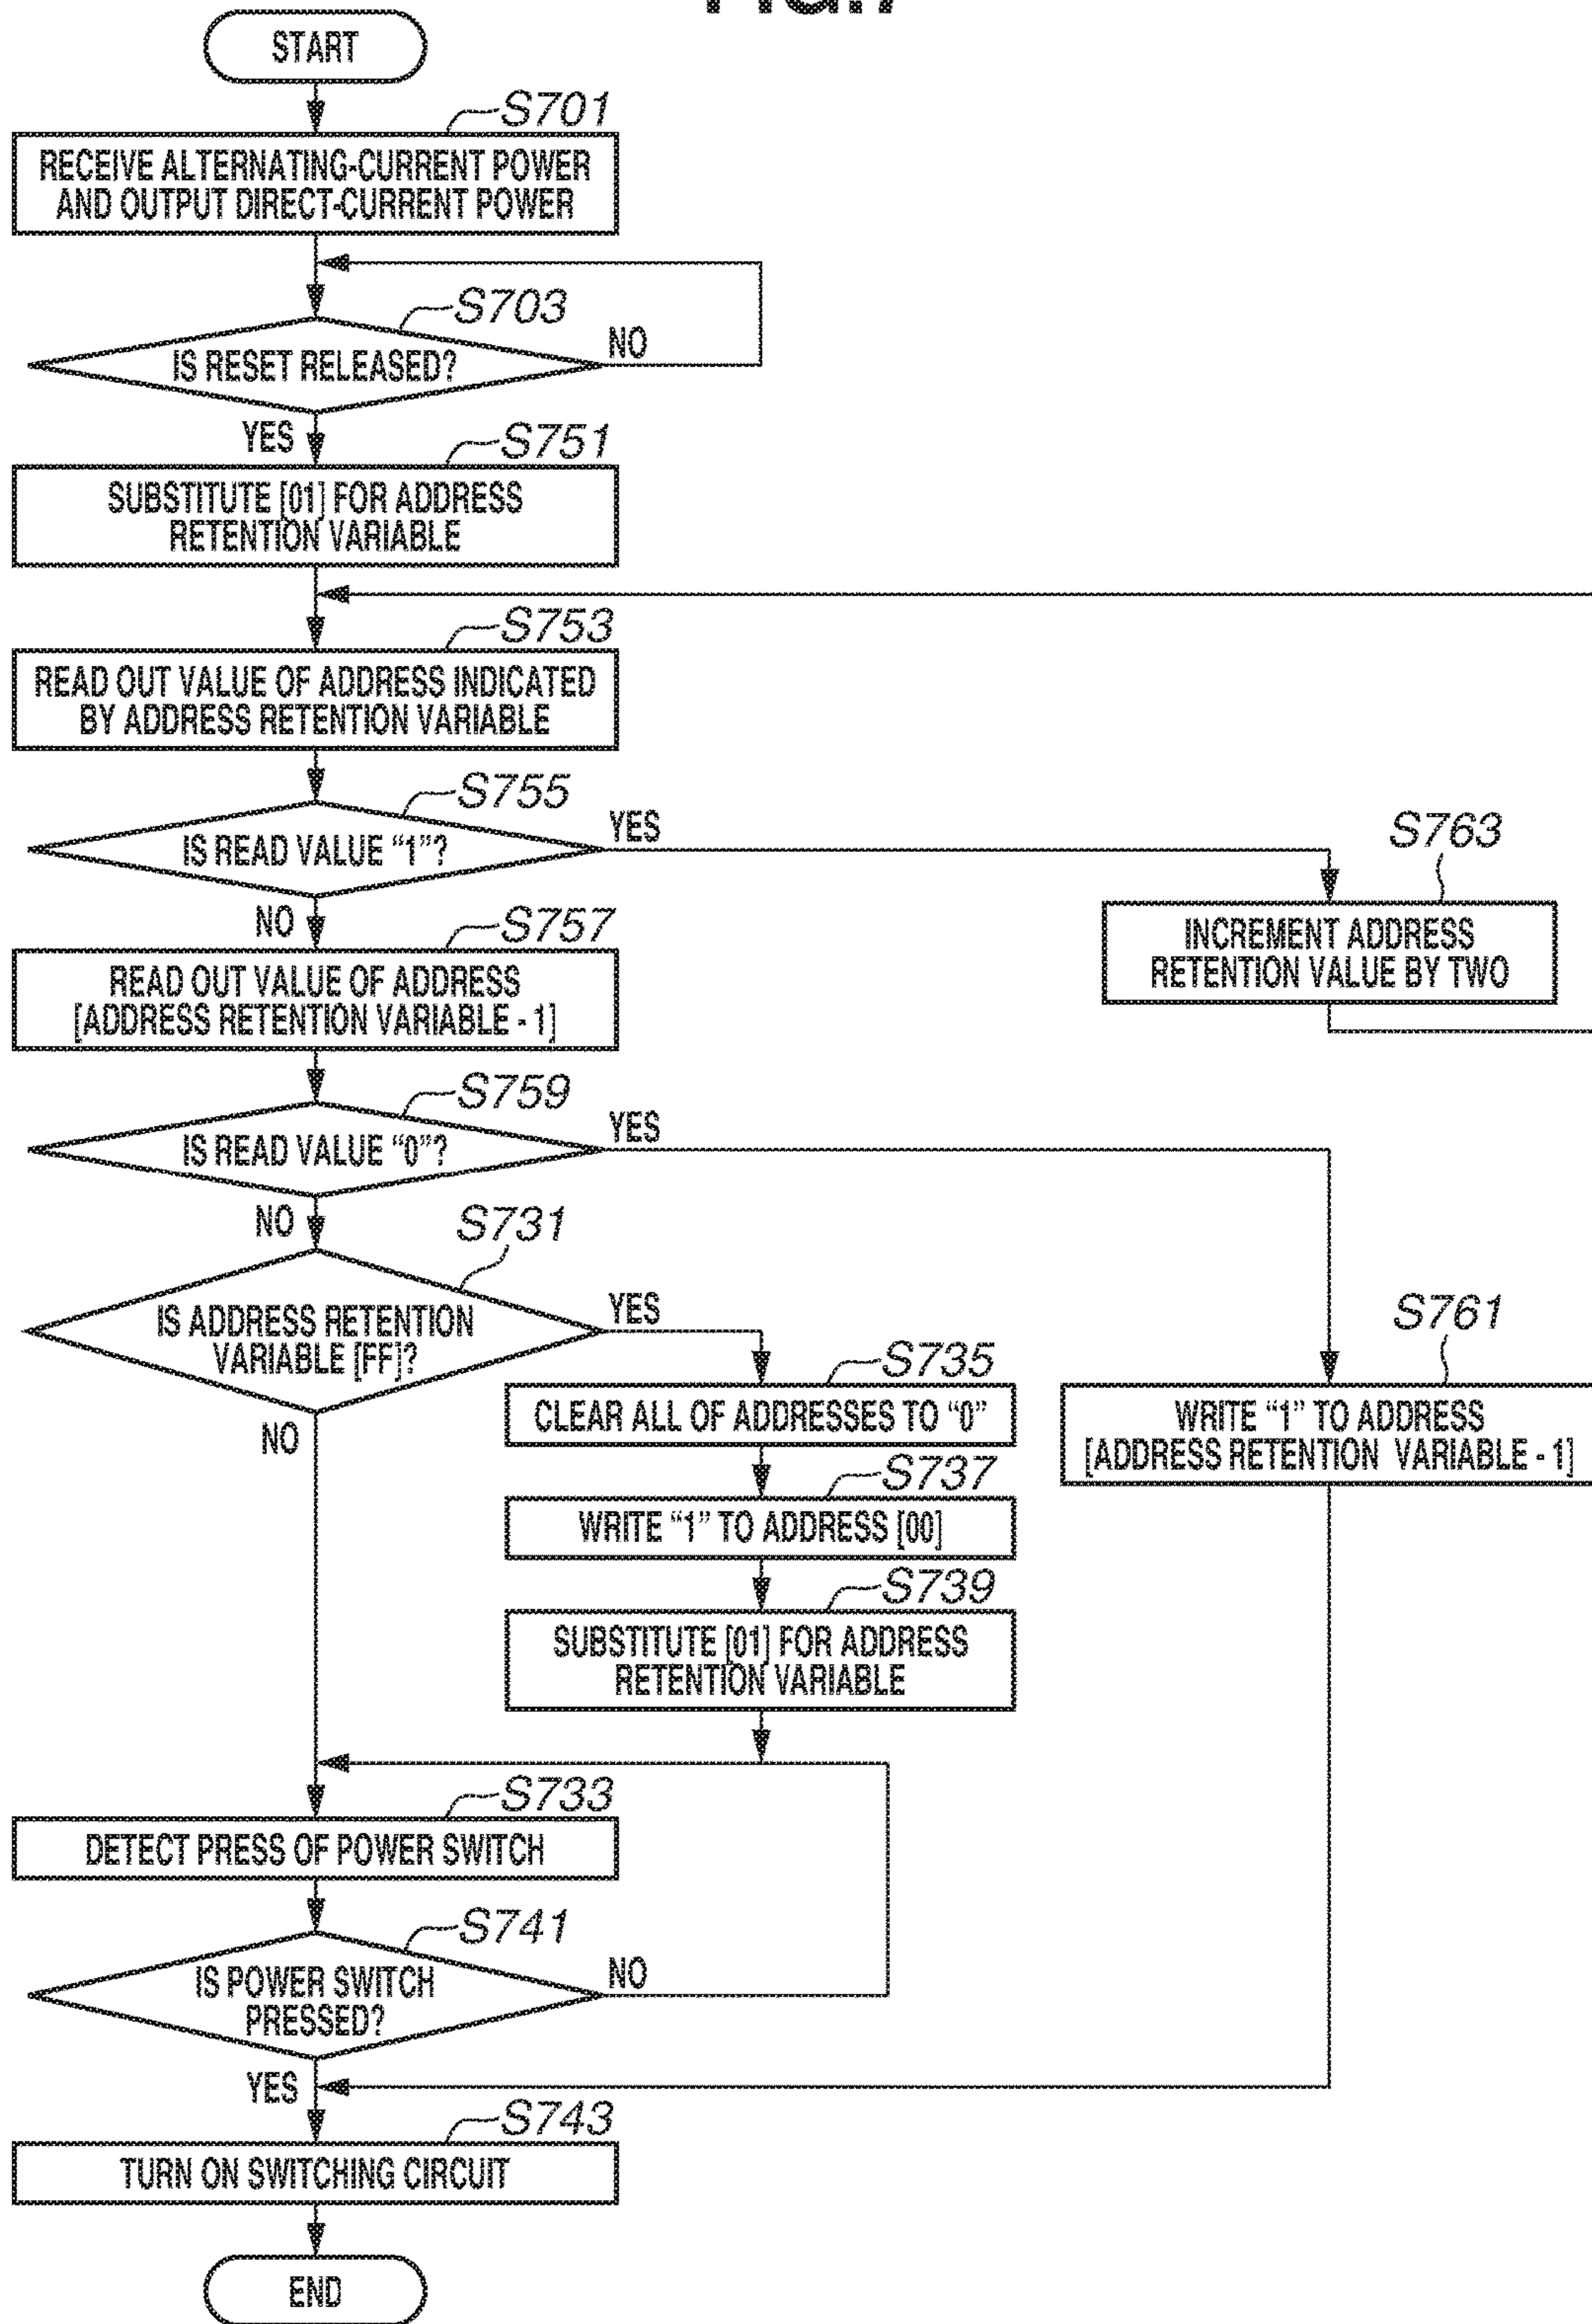 START
S701
RECEIVE ALTERNATING-CURRENT POWER
AND OUTPUT DIRECT-CURRENT POWER
S703
IS RESET RELEASED?
NO
YES
S751
SUBSTITUTE [01] FOR ADDRESS
RETENTION VARIABLE
S753
READ OUT VALUE OF ADDRESS INDICATED
BY ADDRESS RETENTION VARIABLE
S755
IS READ VALUE “1”?
YES
S763
INCREMENT ADDRESS
RETENTION VALUE BY TWO
NO
S757
READ OUT VALUE OF ADDRESS
[ADDRESS RETENTION VARIABLE - 1]
S759
IS READ VALUE “0”?
YES
NO
S731
IS ADDRESS RETENTION
VARIABLE [FF]?
YES
NO
S735
CLEAR ALL OF ADDRESSES TO “0”
S761
WRITE “1” TO ADDRESS
[ADDRESS RETENTION VARIABLE - 1]
S737
WRITE “1” TO ADDRESS [00]
S739
SUBSTITUTE [01] FOR ADDRESS
RETENTION VARIABLE
S733
DETECT PRESS OF POWER SWITCH
S741
IS POWER SWITCH
PRESSED?
NO
YES
S743
TURN ON SWITCHING CIRCUIT
END